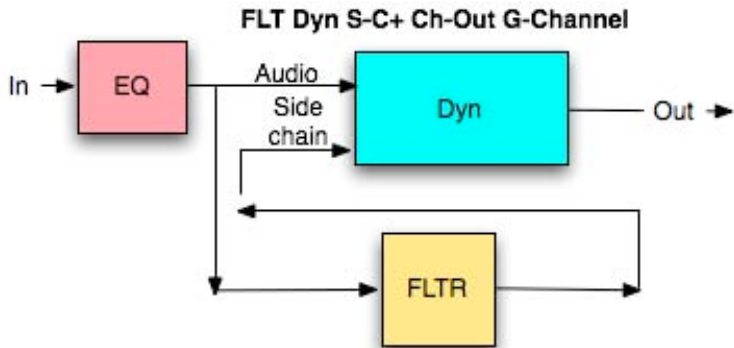 FLT Dyn S-C+ Ch-Out G-Channel
In
EQ
Audio
Side
chain
Dyn
Out
FLTR